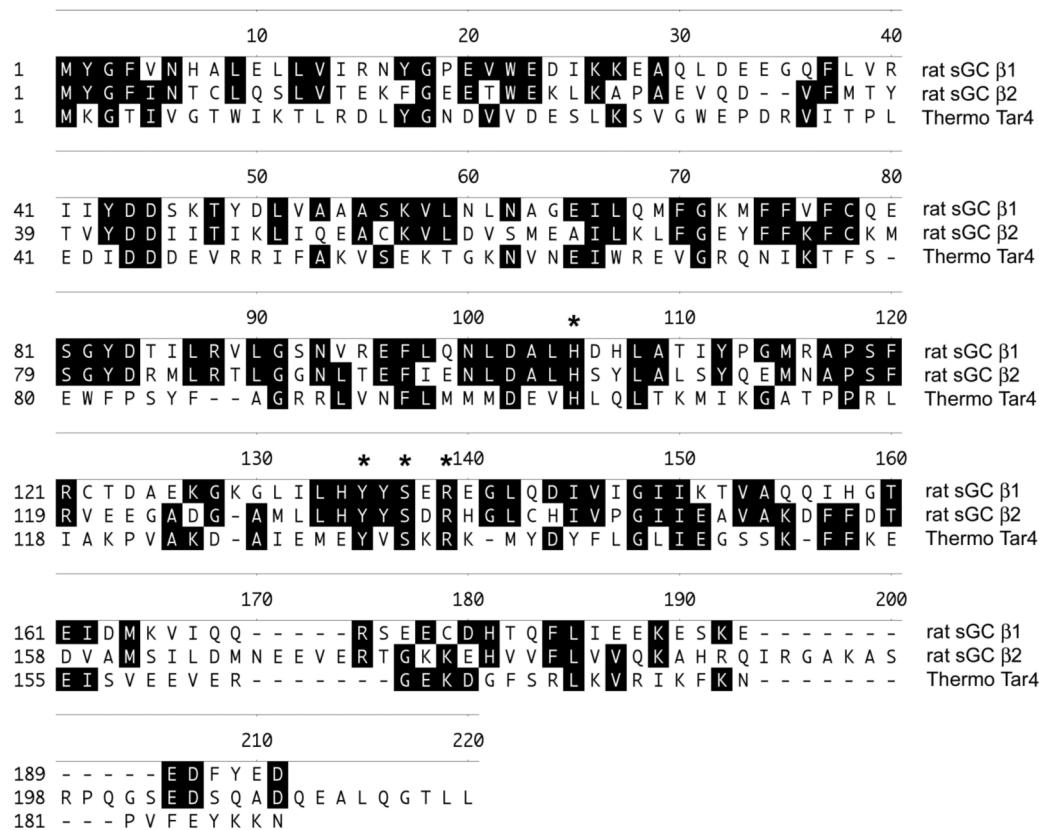 10 20 30 40
1 M Y G F V N H A L E L L V I R N Y G P E V W E D I K K E A Q L D E E G Q F L V R rat sGC β1
1 M Y G F I N T C L Q S L V T E K F G E E T W E K L K A P A E V Q D - - V F M T Y rat sGC β2
1 M K G T I V G T W I K T L R D L Y G N D V V D E S L K S V G W E P D R V I T P L Thermo Tar4
50 60 70 80
41 I I Y D D S K T Y D L V A A A S K V L N L N A G E I L Q M F G K M F F V F C Q E rat sGC β1
39 T V Y D D I I T I K L I Q E A C K V L D V S M E A I L K L F G E Y F F K F C K M rat sGC β2
41 E D I D D D E V R R I F A K V S E K T G K N V N E I W R E V G R Q N I K T F S - Thermo Tar4
90 100 110 120
*
81 S G Y D T I L R V L G S N V R E F L Q N L D A L H D H L A T I Y P G M R A P S F rat sGC β1
79 S G Y D R M L R T L G G N L T E F I E N L D A L H S Y L A L S Y Q E M N A P S F rat sGC β2
80 E W F P S Y F - - A G R R L V N F L M M M D E V H L Q L T K M I K G A T P P R L Thermo Tar4
130 140 150 160
* * *
121 R C T D A E K G K G L I L H Y Y S E R E G L Q D I V I G I I K T V A Q Q I H G T rat sGC β1
119 R V E E G A D G - A M L L H Y Y S D R H G L C H I V P G I I E A V A K D F F D T rat sGC β2
118 I A K P V A K D - A I E M E Y V S K R K - M Y D Y F L G L I E G S S K - F F K E Thermo Tar4
170 180 190 200
161 E I D M K V I Q Q - - - - - R S E E C D H T Q F L I E E K E S K E - - - - - - - rat sGC β1
158 D V A M S I L D M N E E V E R T G K K E H V V F L V V Q K A H R Q I R G A K A S rat sGC β2
155 E I S V E E V E R - - - - - - - G E K D G F S R L K V R I K F K N - - - - - - - Thermo Tar4
210 220
189 - - - - - E D F Y E D
198 R P Q G S E D S Q A D Q E A L Q G T L L
181 - - - P V F E Y K K N